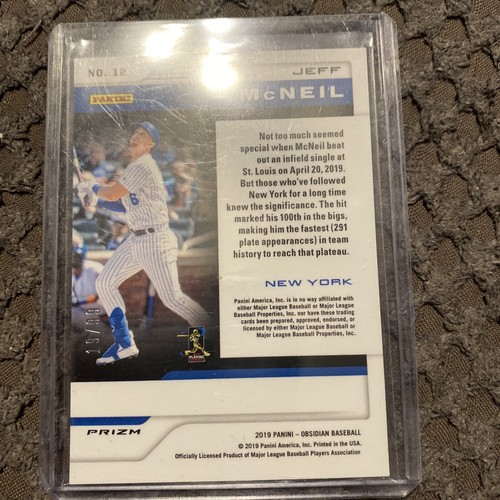 NO. 12
JEFF
PANINI
McNEIL
Not too much seemed
special when McNeil beat
out an infield single at
St. Louis on April 20, 2019.
But those who've followed
New York for a long time
knew the significance. The hit
marked his 100th in the bigs,
making him the fastest (291
plate appearances) in team
history to reach that plateau.
NEW YORK
Panini America, Inc. is in no way affiliated with
either Major League Baseball or Major League
Baseball Properties, Inc. nor have these trading
cards been prepared, approved, endorsed, or
licensed by either Major League Baseball or
Major League Baseball Properties, Inc.
6
PLAYERS
PRIZM
2019 PANINI – OBSIDIAN BASEBALL
© 2019 Panini America, Inc. Printed in the USA.
Officially Licensed Product of Major League Baseball Players Association